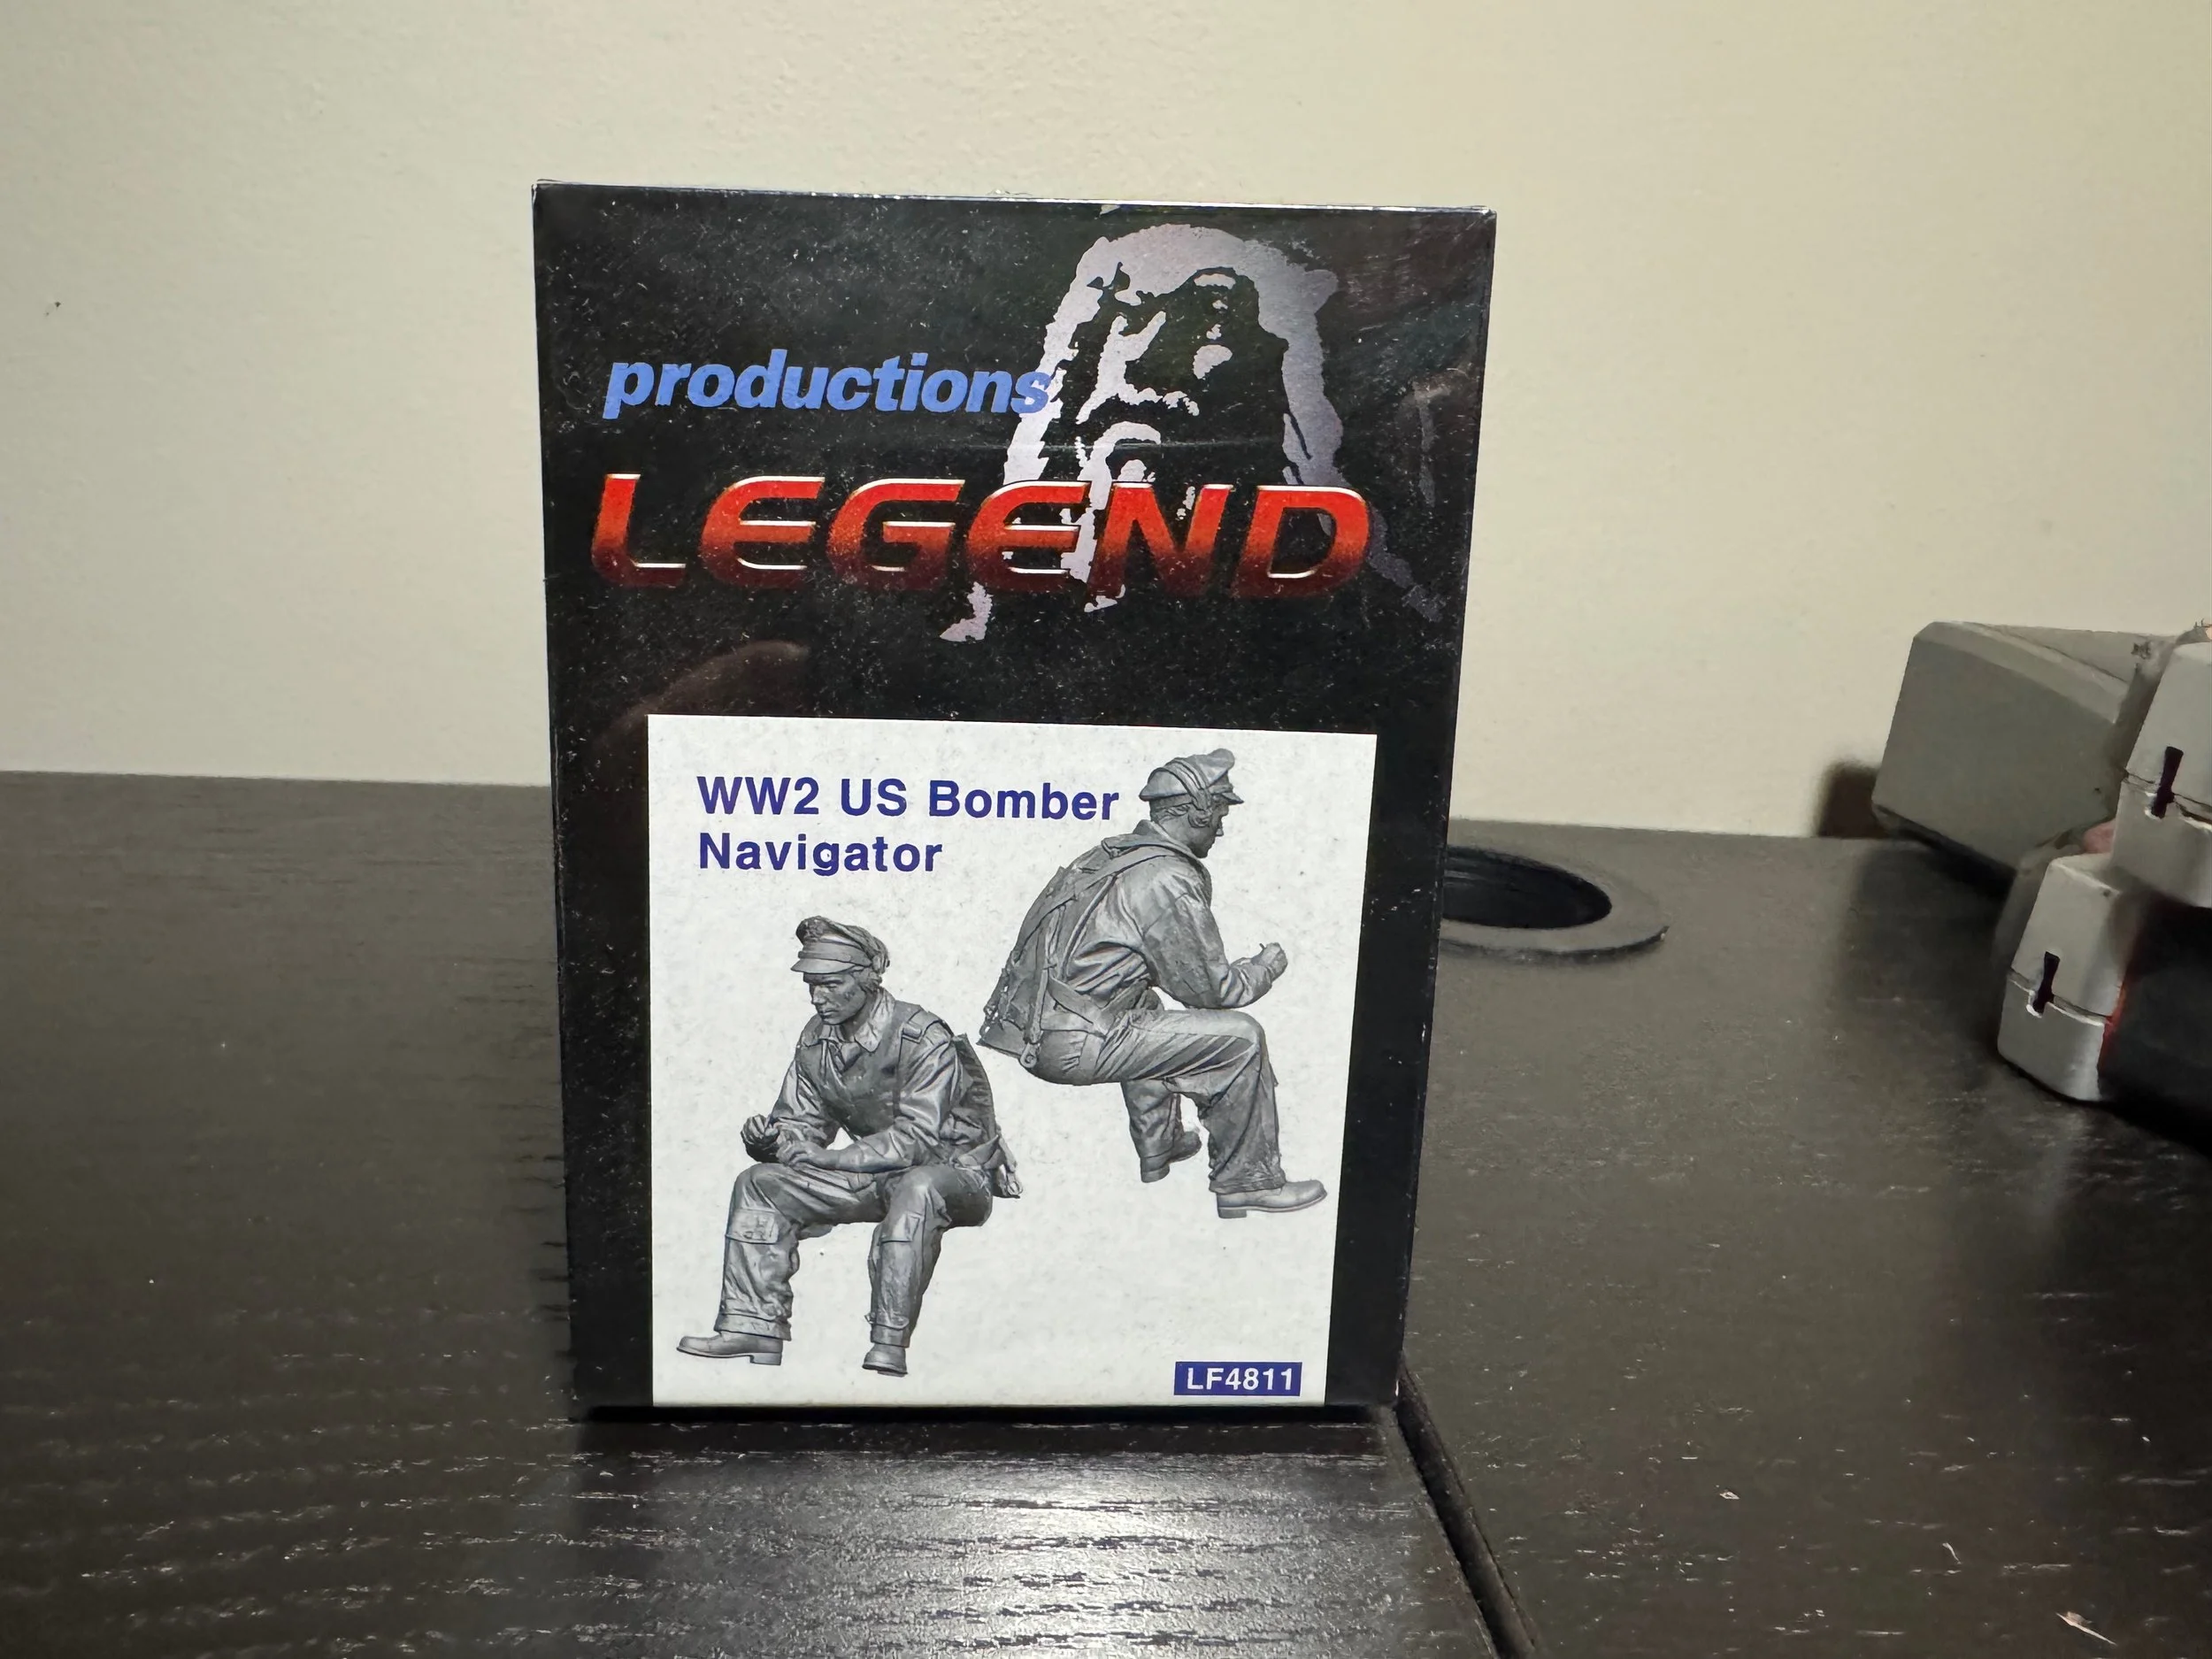 productions
LEGEND
WW2 US Bomber
Navigator
LF4811